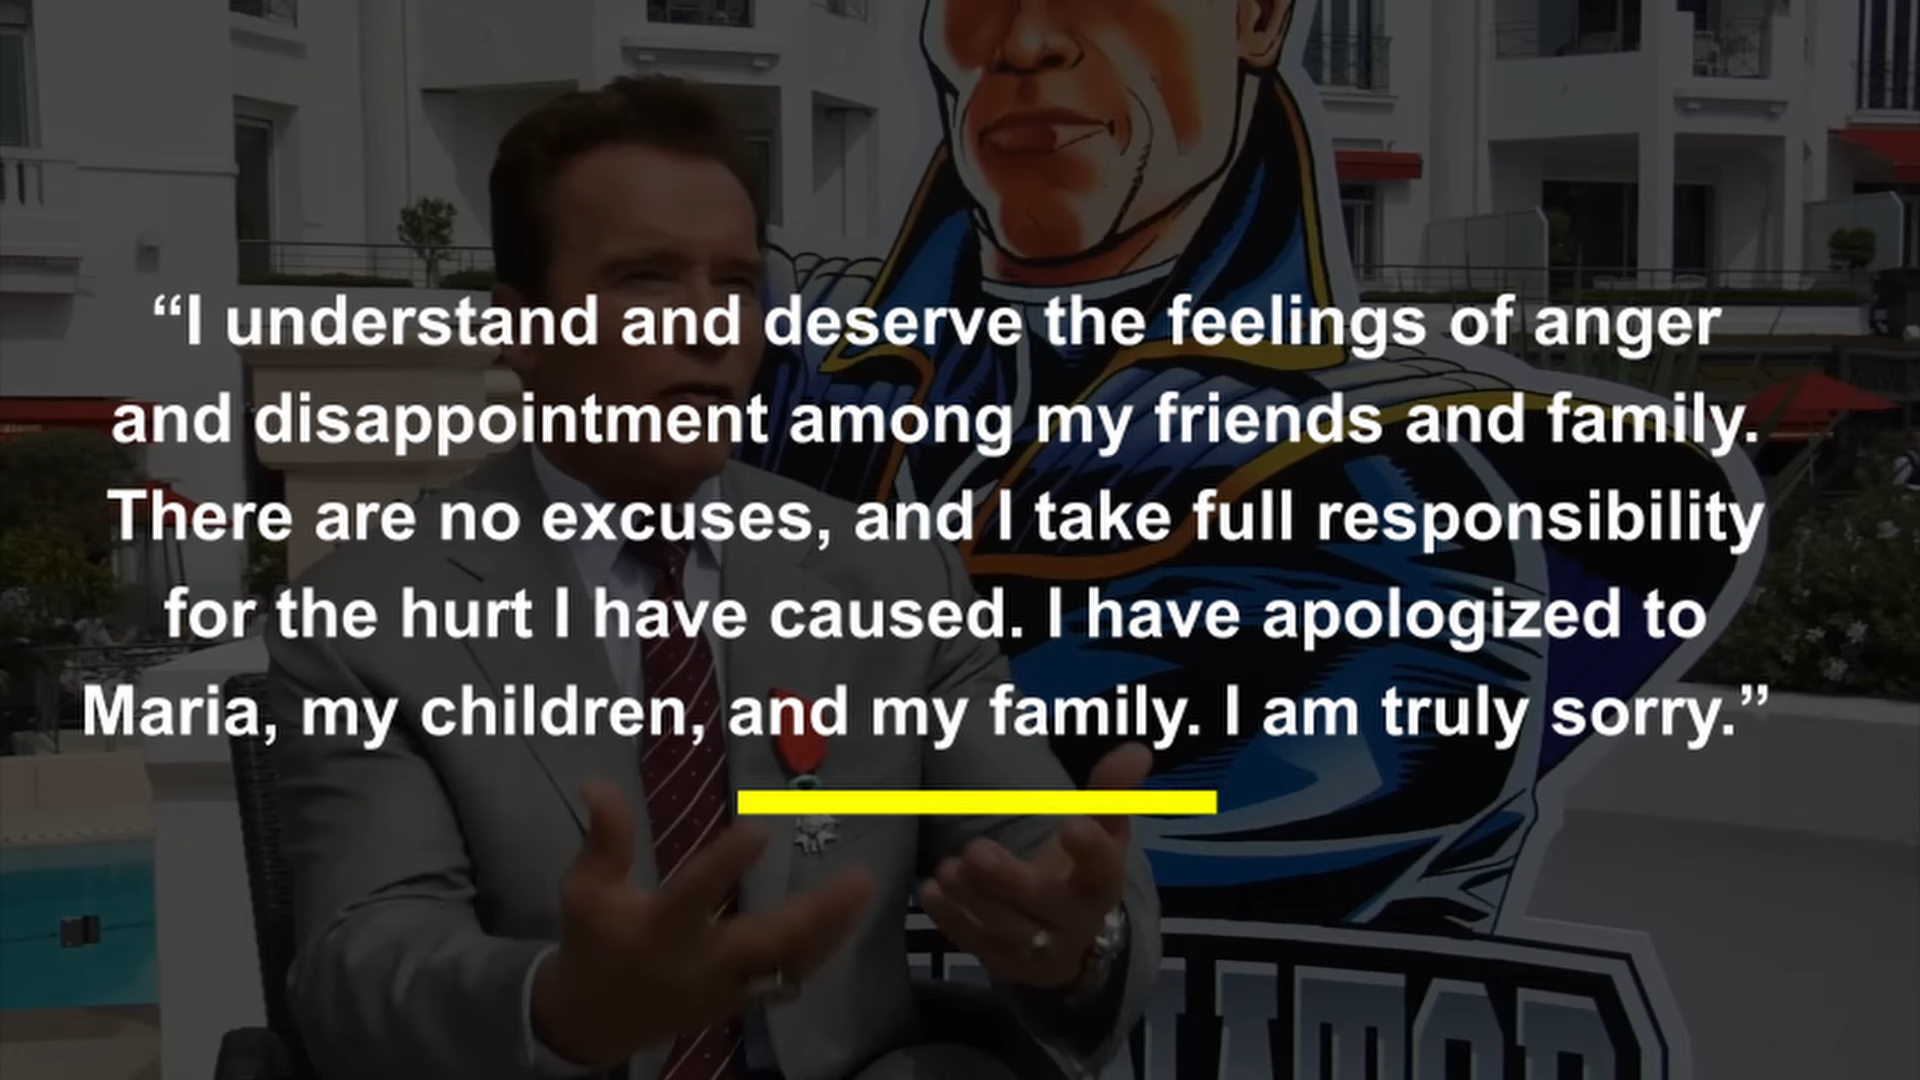 “I understand and deserve the feelings of anger
and disappointment among my friends and family.
There are no excuses, and I take full responsibility
for the hurt I have caused. I have apologized to
Maria, my children, and my family. I am truly sorry.”